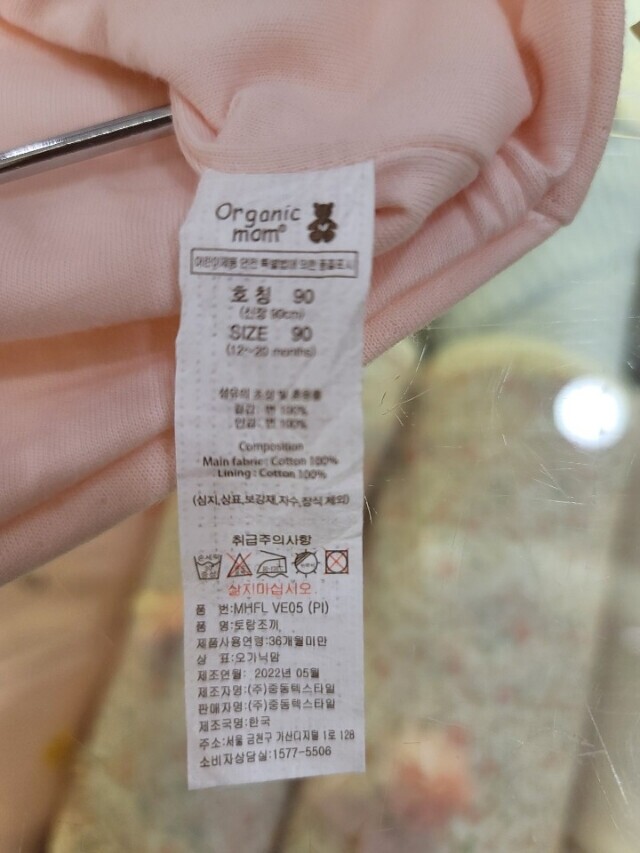 Organic
mom®
어린이제품 안전 특별법에 의한 품질표시
호칭 90
(신장 90cm)
SIZE 90
(12~20 months)
섬유의 조성 및 혼용률
겉감 : 면 100%
안감 : 면 100%
Composition
Main fabric : Cotton 100%
Lining : Cotton 100%
(심지,상표,보강재,자수,장식 제외)
취급주의사항
삶지마십시오.
품 번:MHFL VE05 (PI)
품 명:토랑조끼
제품사용연령:36개월미만
상 표:오가닉맘
제조연월: 2022년 05월
제조자명:(주)중동텍스타일
판매자명:(주)중동텍스타일
제조국명:한국
주소:서울 금천구 가산디지털 1로 128
소비자상담실:1577-5506